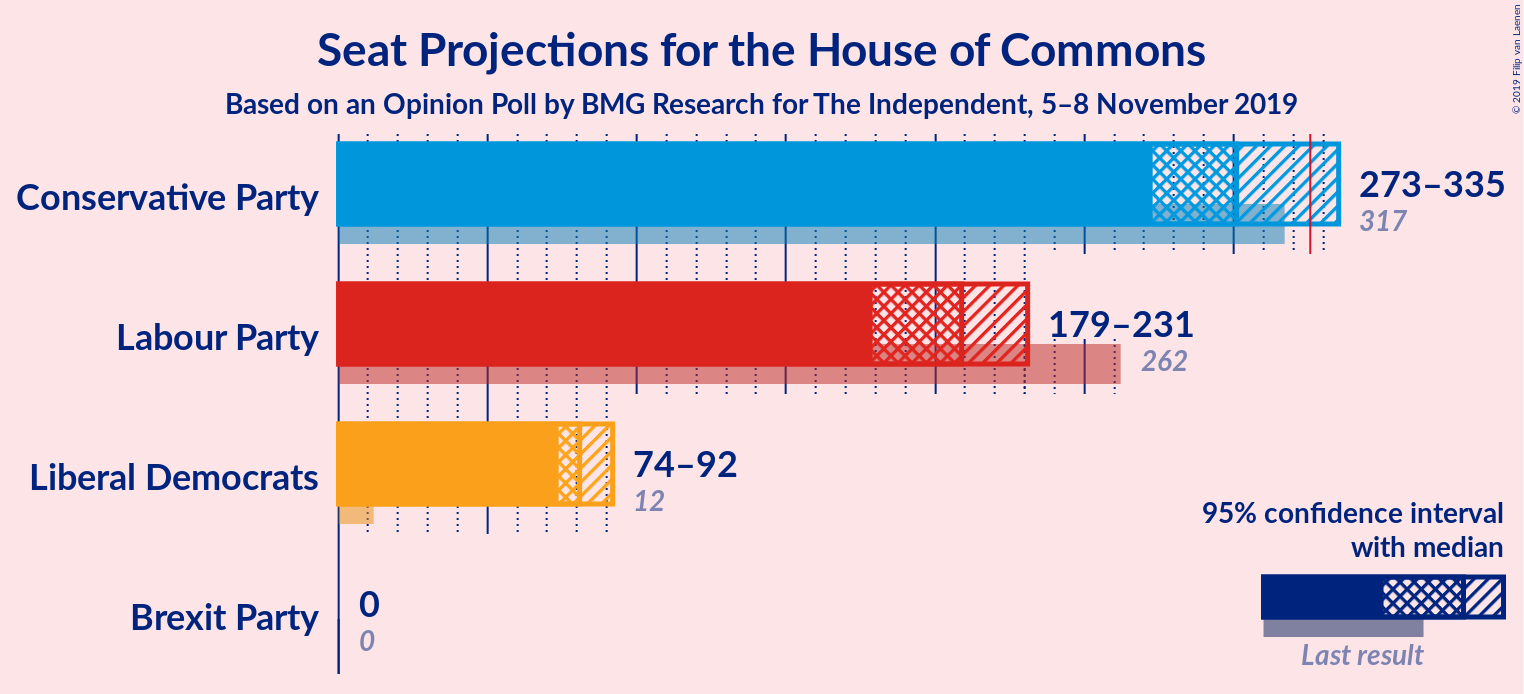 Seat Projections for the House of Commons
Based on an Opinion Poll by BMG Research for The Independent, 5–8 November 2019
© 2019 Filip van Laenen
Conservative Party
273–335
317
Labour Party
179–231
262
Liberal Democrats
74–92
12
Brexit Party
0
0
95% confidence interval
with median
Last result